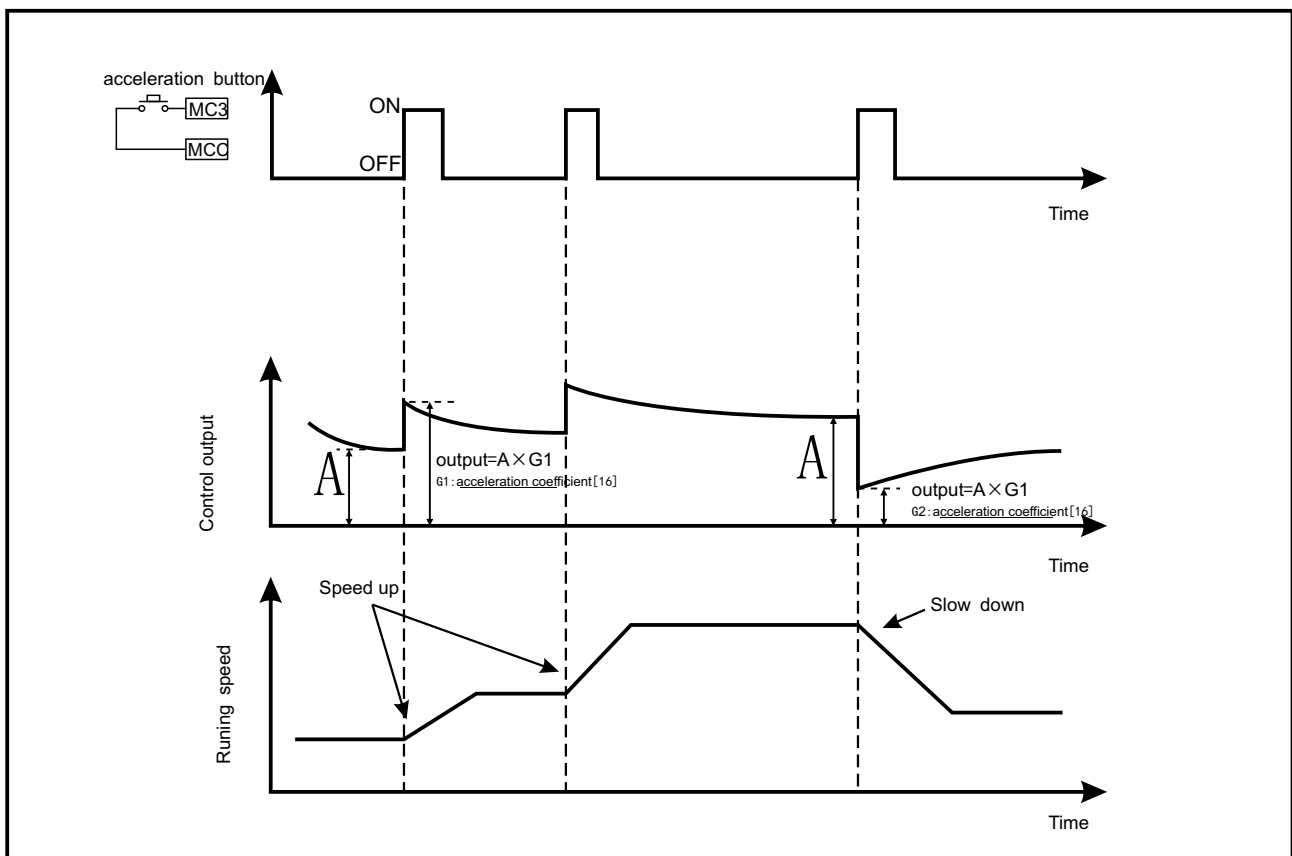 acceleration button
MC3
MCC
ON
OFF
Time
Control output
A
output=A×G1
G1:acceleration coefficient[16]
A
output=A×G1
G2:acceleration coefficient[16]
Time
Runing speed
Speed up
Slow down
Time